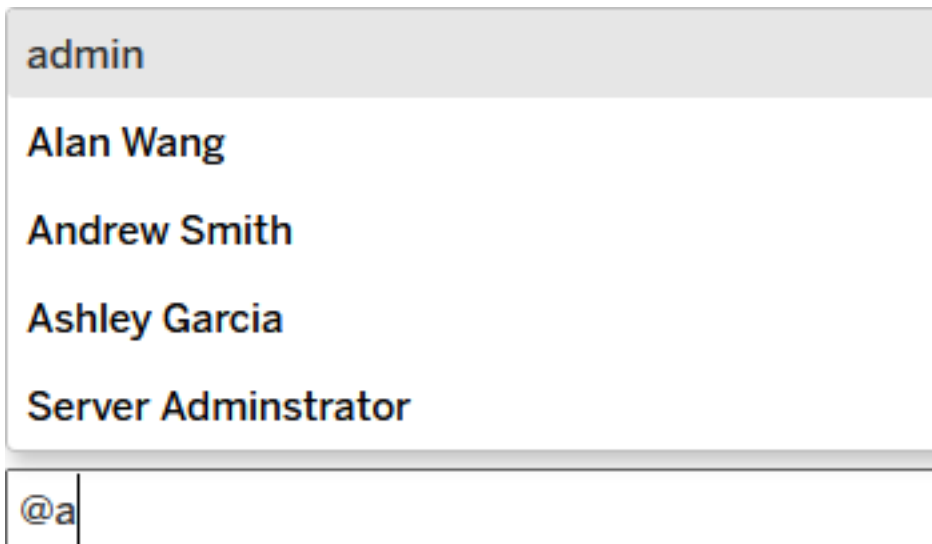 admin
Alan Wang
Andrew Smith
Ashley Garcia
Server Adminstrator
@a